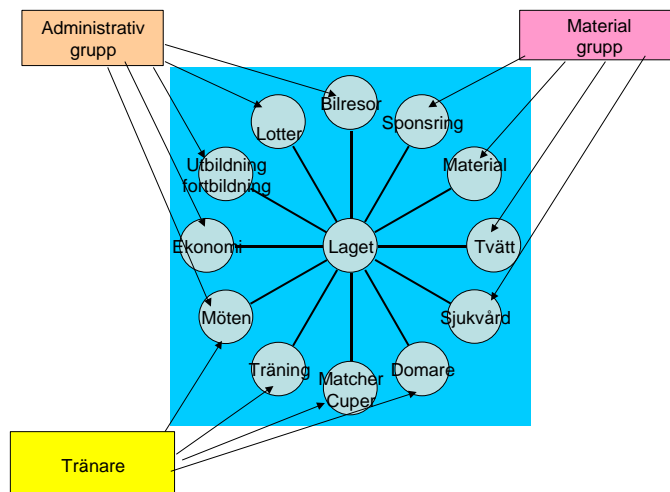 Administrativ
grupp
Material
grupp
Bilresor
Lotter
Sponsring
Utbildning
fortbildning
Material
Ekonomi
Laget
Tvätt
Möten
Sjukvård
Träning
Matcher
Cuper
Domare
Tränare